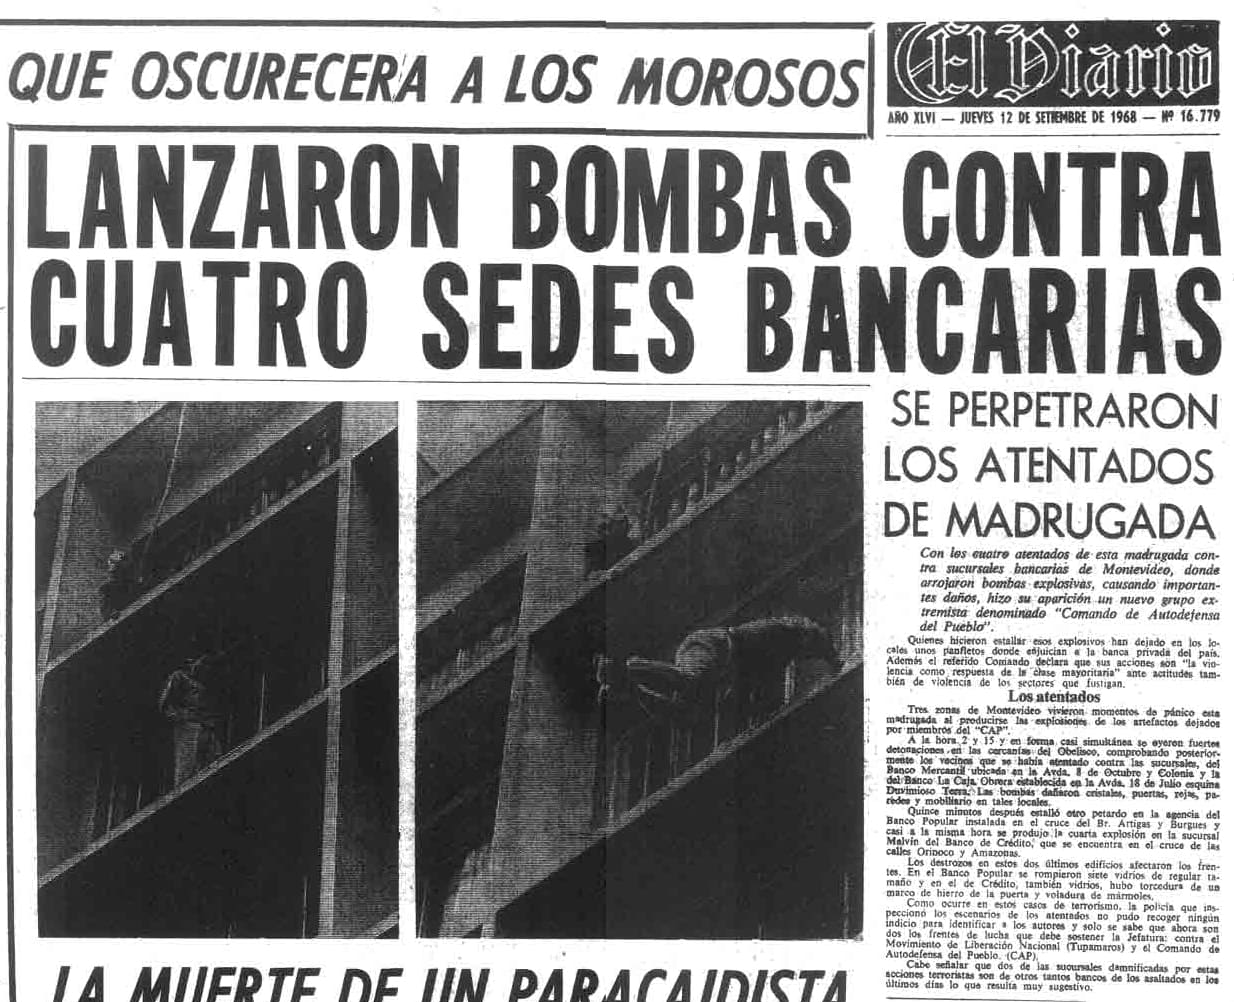 QUE OSCURECERA A LOS MOROSOS
El Diario
AÑO XLVI — JUEVES 12 DE SETIEMBRE DE 1968 — Nº 16.779
LANZARON BOMBAS CONTRA
CUATRO SEDES BANCARIAS
SE PERPETRARON
LOS ATENTADOS
DE MADRUGADA
Con los cuatro atentados de esta madrugada con-
tra sucursales bancarias de Montevideo, donde
arrojaron bombas explosivas, causando importan-
tes daños, hizo su aparición un nuevo grupo ex-
tremista denominado "Comando de Autodefensa
del Pueblo".
Quienes hicieron estallar esos explosivos han dejado en los lo-
cales unos panfletos donde enjuician a la banca privada del país.
Además el referido Comando declara que sus acciones son "la vio-
lencia como respuesta de la clase mayoritaria" ante actitudes tam-
bién de violencia de los sectores que fustigan.
Los atentados
Tres zonas de Montevideo vivieron momentos de pánico esta
madrugada al producirse las explosiones de los artefactos dejados
por miembros del "CAP".
A la hora 2 y 15 y en forma casi simultánea se oyeron fuertes
detonaciones en las cercanías del Obelisco, comprobando posterior-
mente los vecinos que se había atentado contra las sucursales, del
Banco Mercantil ubicada en la Avda. 8 de Octubre y Colonia y la
del Banco La Caja Obrera establecida en la Avda. 18 de Julio esquina
Duvimioso Terra. Las bombas dañaron cristales, puertas, rejas, pa-
redes y mobiliario en tales locales.
Quince minutos después estalló otro petardo en la agencia del
Banco Popular instalada en el cruce del Br. Artigas y Burgues y
casi a la misma hora se produjo la cuarta explosión en la sucursal
Malvín del Banco de Crédito, que se encuentra en el cruce de las
calles Orinoco y Amazonas.
Los destrozos en estos dos últimos edificios afectaron los fren-
tes. En el Banco Popular se rompieron siete vidrios de regular ta-
maño y en el de Crédito, también vidrios, hubo torcedura de un
marco de hierro de la puerta y voladura de mármoles.
Como ocurre en estos casos de terrorismo, la policía que ins-
peccionó los escenarios de los atentados no pudo recoger ningún
indicio para identificar a los autores y solo se sabe que ahora son
dos los frentes de lucha que debe sostener la Jefatura: contra el
Movimiento de Liberación Nacional (Tupamaros) y el Comando de
Autodefensa del Pueblo. (CAP).
Cabe señalar que dos de las sucursales damnificadas por estas
acciones terroristas son de otros tantos bancos de los asaltados en los
últimos días lo que resulta muy sugestivo.
LA MUERTE DE UN PARACAIDISTA